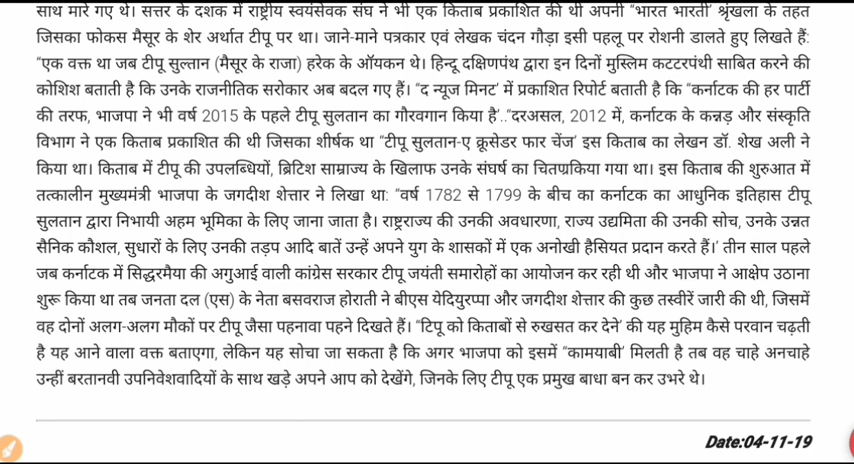 साथ मारे गए थे। सत्तर के दशक में राष्ट्रीय स्वयंसेवक संघ ने भी एक किताब प्रकाशित की थी अपनी "भारत भारती' श्रृंखला के तहत
जिसका फोकस मैसूर के शेर अर्थात टीपू पर था। जाने-माने पत्रकार एवं लेखक चंदन गौड़ा इसी पहलू पर रोशनी डालते हुए लिखते हैं:
"एक वक्त था जब टीपू सुल्तान (मैसूर के राजा) हरेक के ऑयकन थे। हिन्दू दक्षिणपंथ द्वारा इन दिनों मुस्लिम कटटरपंथी साबित करने की
कोशिश बताती है कि उनके राजनीतिक सरोकार अब बदल गए हैं। "द न्यूज मिनट' में प्रकाशित रिपोर्ट बताती है कि "कर्नाटक की हर पार्टी
की तरफ, भाजपा ने भी वर्ष 2015 के पहले टीपू सुलतान का गौरवगान किया है'.."दरअसल, 2012 में, कर्नाटक के कन्नड़ और संस्कृति
विभाग ने एक किताब प्रकाशित की थी जिसका शीर्षक था "टीपू सुलतान-ए क्रूसेडर फार चेंज' इस किताब का लेखन डॉ. शेख अली ने
किया था। किताब में टीपू की उपलब्धियों, ब्रिटिश साम्राज्य के खिलाफ उनके संघर्ष का चितण्रकिया गया था। इस किताब की शुरुआत में
तत्कालीन मुख्यमंत्री भाजपा के जगदीश शेत्तार ने लिखा था: "वर्ष 1782 से 1799 के बीच का कर्नाटक का आधुनिक इतिहास टीपू
सुलतान द्वारा निभायी अहम भूमिका के लिए जाना जाता है। राष्ट्रराज्य की उनकी अवधारणा, राज्य उद्यमिता की उनकी सोच, उनके उन्नत
सैनिक कौशल, सुधारों के लिए उनकी तड़प आदि बातें उन्हें अपने युग के शासकों में एक अनोखी हैसियत प्रदान करते हैं।' तीन साल पहले
जब कर्नाटक में सिद्धरमैया की अगुआई वाली कांग्रेस सरकार टीपू जयंती समारोहों का आयोजन कर रही थी और भाजपा ने आक्षेप उठाना
शुरू किया था तब जनता दल (एस) के नेता बसवराज होराती ने बीएस येदियुरप्पा और जगदीश शेत्तार की कुछ तस्वीरें जारी की थी, जिसमें
वह दोनों अलग-अलग मौकों पर टीपू जैसा पहनावा पहने दिखते हैं। "टिपू को किताबों से रुखसत कर देने' की यह मुहिम कैसे परवान चढ़ती
है यह आने वाला वक्त बताएगा, लेकिन यह सोचा जा सकता है कि अगर भाजपा को इसमें "कामयाबी' मिलती है तब वह चाहे अनचाहे
उन्हीं बरतानवी उपनिवेशवादियों के साथ खड़े अपने आप को देखेंगे, जिनके लिए टीपू एक प्रमुख बाधा बन कर उभरे थे।
Date:04-11-19